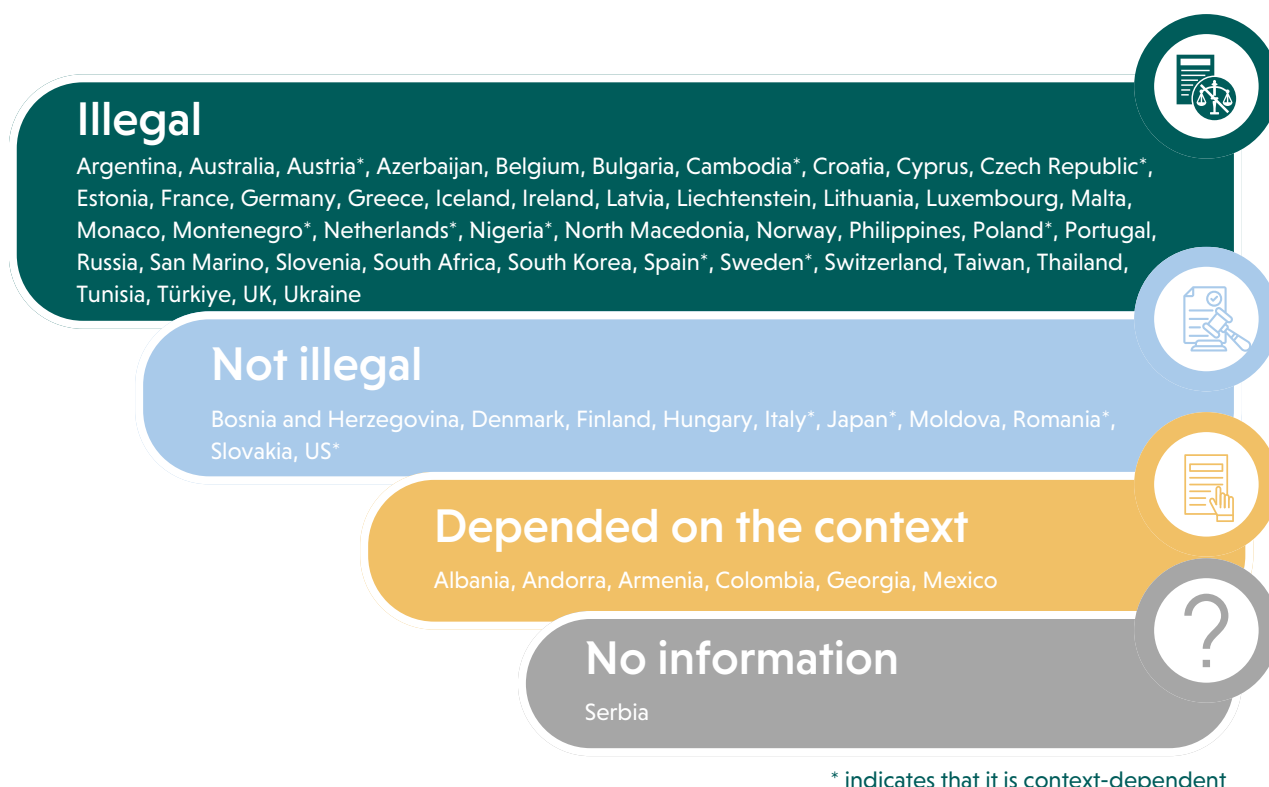 Illegal
Argentina, Australia, Austria*, Azerbaijan, Belgium, Bulgaria, Cambodia*, Croatia, Cyprus, Czech Republic*,
Estonia, France, Germany, Greece, Iceland, Ireland, Latvia, Liechtenstein, Lithuania, Luxembourg, Malta,
Monaco, Montenegro*, Netherlands*, Nigeria*, North Macedonia, Norway, Philippines, Poland*, Portugal,
Russia, San Marino, Slovenia, South Africa, South Korea, Spain*, Sweden*, Switzerland, Taiwan, Thailand,
Tunisia, Türkiye, UK, Ukraine
Not illegal
Bosnia and Herzegovina, Denmark, Finland, Hungary, Italy*, Japan*, Moldova, Romania*,
Slovakia, US*
Depended on the context
Albania, Andorra, Armenia, Colombia, Georgia, Mexico
?
No information
Serbia
* indicates that it is context-dependent